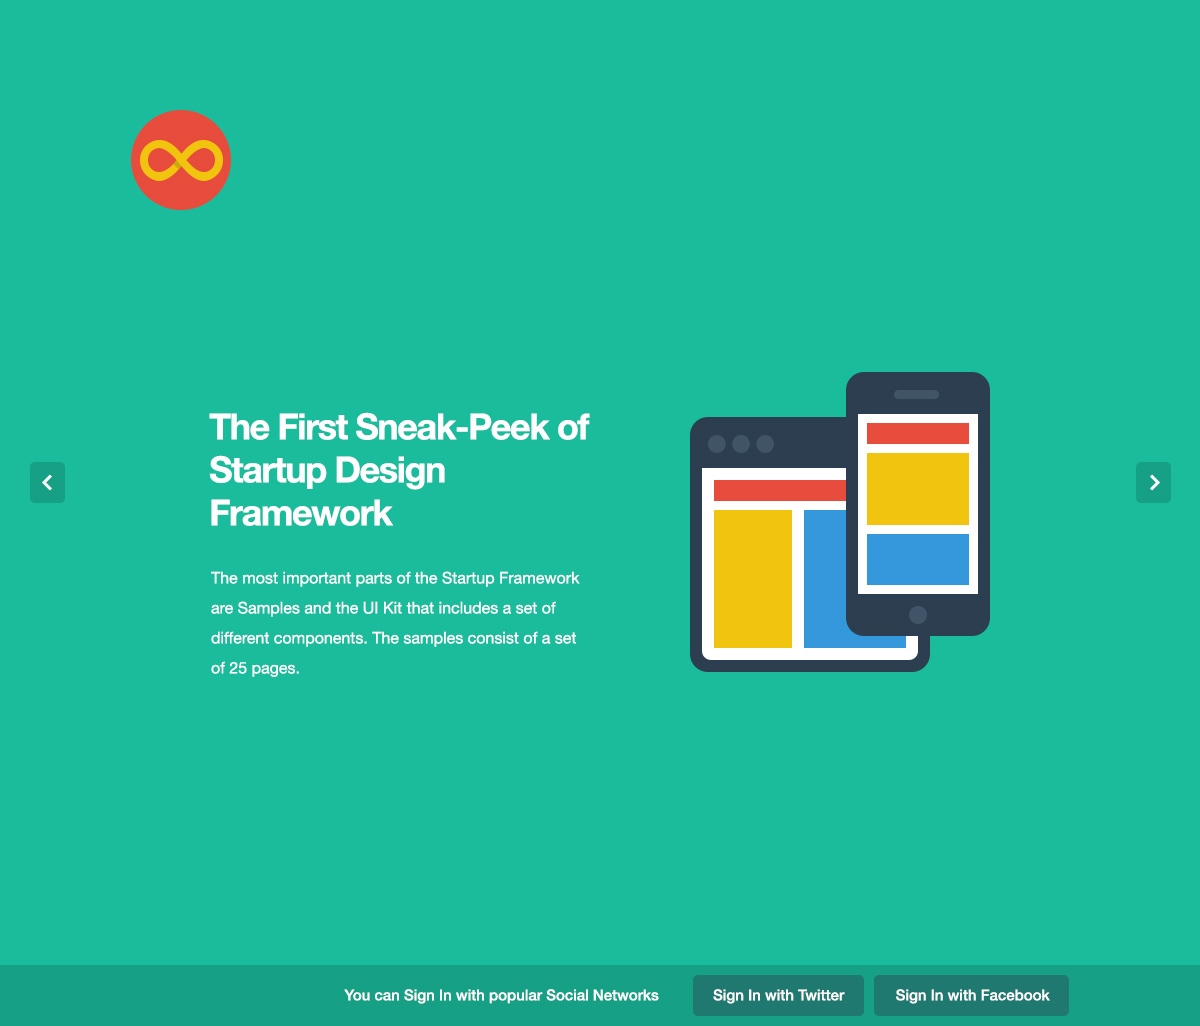 The First Sneak-Peek of
Startup Design
Framework
The most important parts of the Startup Framework
are Samples and the UI Kit that includes a set of
different components. The samples consist of a set
of 25 pages.
You can Sign In with popular Social Networks
Sign In with Twitter
Sign In with Facebook